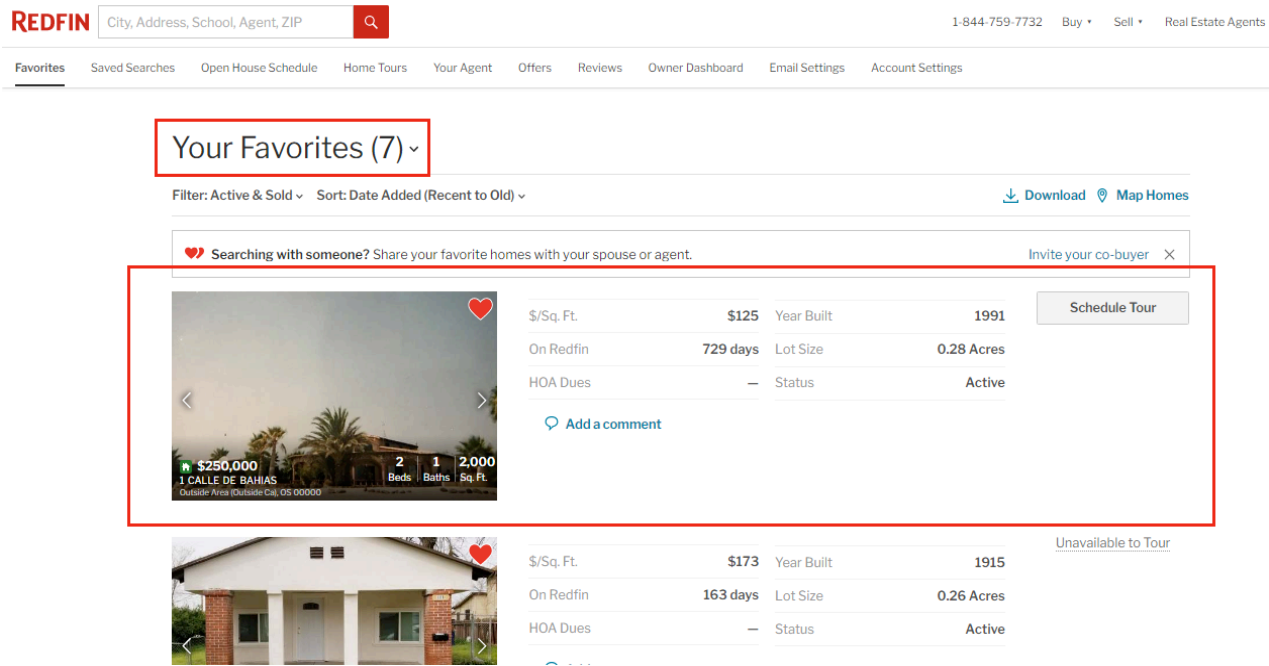 REDFIN City, Address, School, Agent, ZIP 1-844-759-7732 Buy Sell Real Estate Agents
Favorites Saved Searches Open House Schedule Home Tours Your Agent Offers Reviews Owner Dashboard Email Settings Account Settings
Your Favorites (7)
Filter: Active & Sold Sort: Date Added (Recent to Old) Download Map Homes
Searching with someone? Share your favorite homes with your spouse or agent. Invite your co-buyer
$/Sq. Ft. $125 Year Built 1991 Schedule Tour
On Redfin 729 days Lot Size 0.28 Acres
HOA Dues — Status Active
Add a comment
$250,000 2 1 2,000
1 CALLE DE BAHIAS Beds Baths Sq. Ft.
Outside Area (Outside Ca), OS 00000
Unavailable to Tour
$/Sq. Ft. $173 Year Built 1915
On Redfin 163 days Lot Size 0.26 Acres
HOA Dues — Status Active